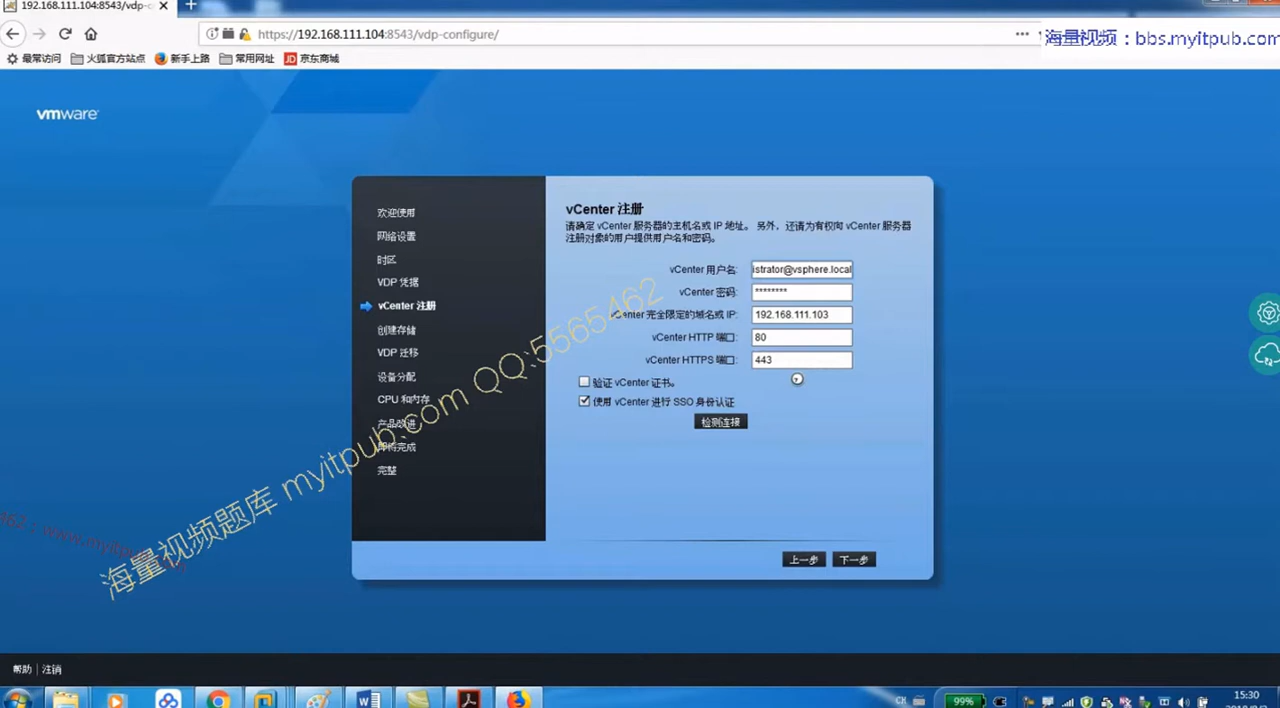 192.168.111.104:8543/vdp-c
https://192.168.111.104:8543/vdp-configure/
海量视频：bbs.myitpub.com
最常访问 火狐官方站点 新手上路 常用网址 JD 京东商城
vmware
欢迎使用
网络设置
时区
VDP 凭据
vCenter 注册
创建存储
VDP 迁移
设备分配
CPU 和内存
产品改进
即将完成
完整
vCenter 注册
请确定 vCenter 服务器的主机名或 IP 地址。 另外，还请为有权向 vCenter 服务器
注册对象的用户提供用户名和密码。
vCenter 用户名: istrator@vsphere.local
vCenter 密码: ********
vCenter 完全限定的域名或 IP: 192.168.111.103
vCenter HTTP 端口: 80
vCenter HTTPS 端口: 443
验证 vCenter 证书。
使用 vCenter 进行 SSO 身份认证
检测连接
上一步 下一步
海量视频题库 myitpub.com QQ:5565462
帮助 注销
CH 99% 15:30